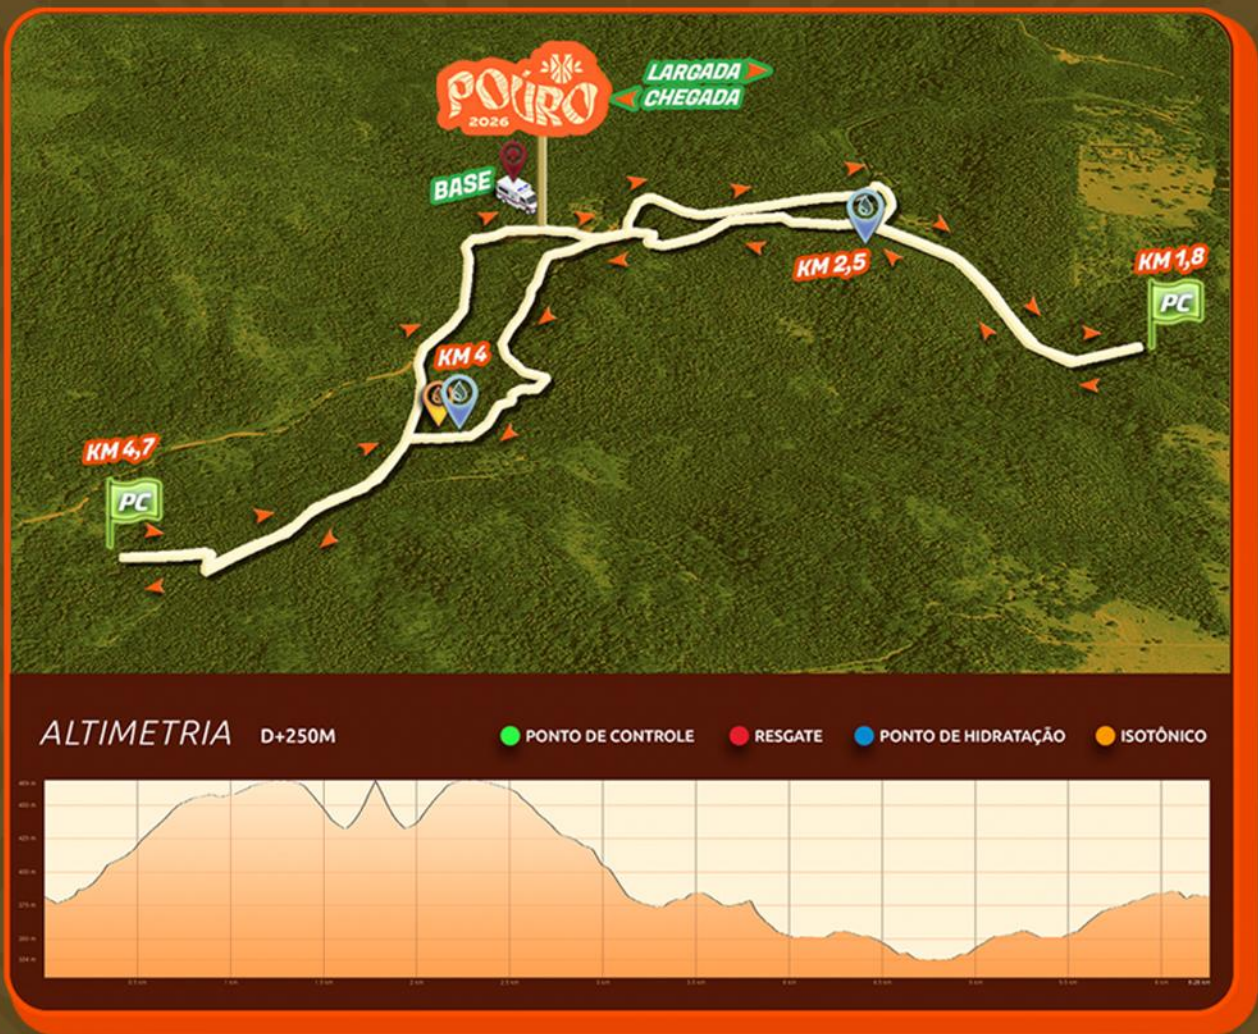 POURO
2026
LARGADA
CHEGADA
BASE
KM 2,5
KM 1,8
PC
KM 4
KM 4,7
PC
ALTIMETRIA D+250M
PONTO DE CONTROLE
RESGATE
PONTO DE HIDRATAÇÃO
ISOTÔNICO